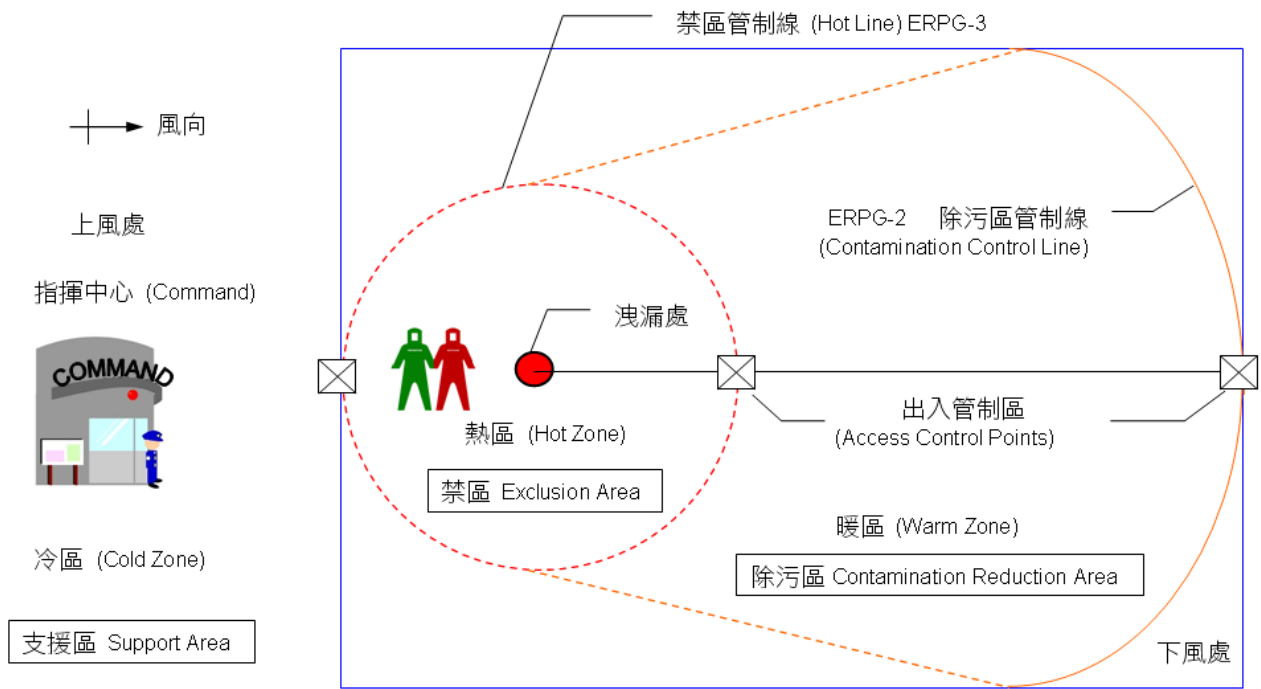 禁區管制線 (Hot Line) ERPG-3
風向
上風處
ERPG-2 除污區管制線
(Contamination Control Line)
指揮中心 (Command)
洩漏處
COMMAND
出入管制區
(Access Control Points)
熱區 (Hot Zone)
禁區 Exclusion Area
暖區 (Warm Zone)
冷區 (Cold Zone)
除污區 Contamination Reduction Area
支援區 Support Area
下風處